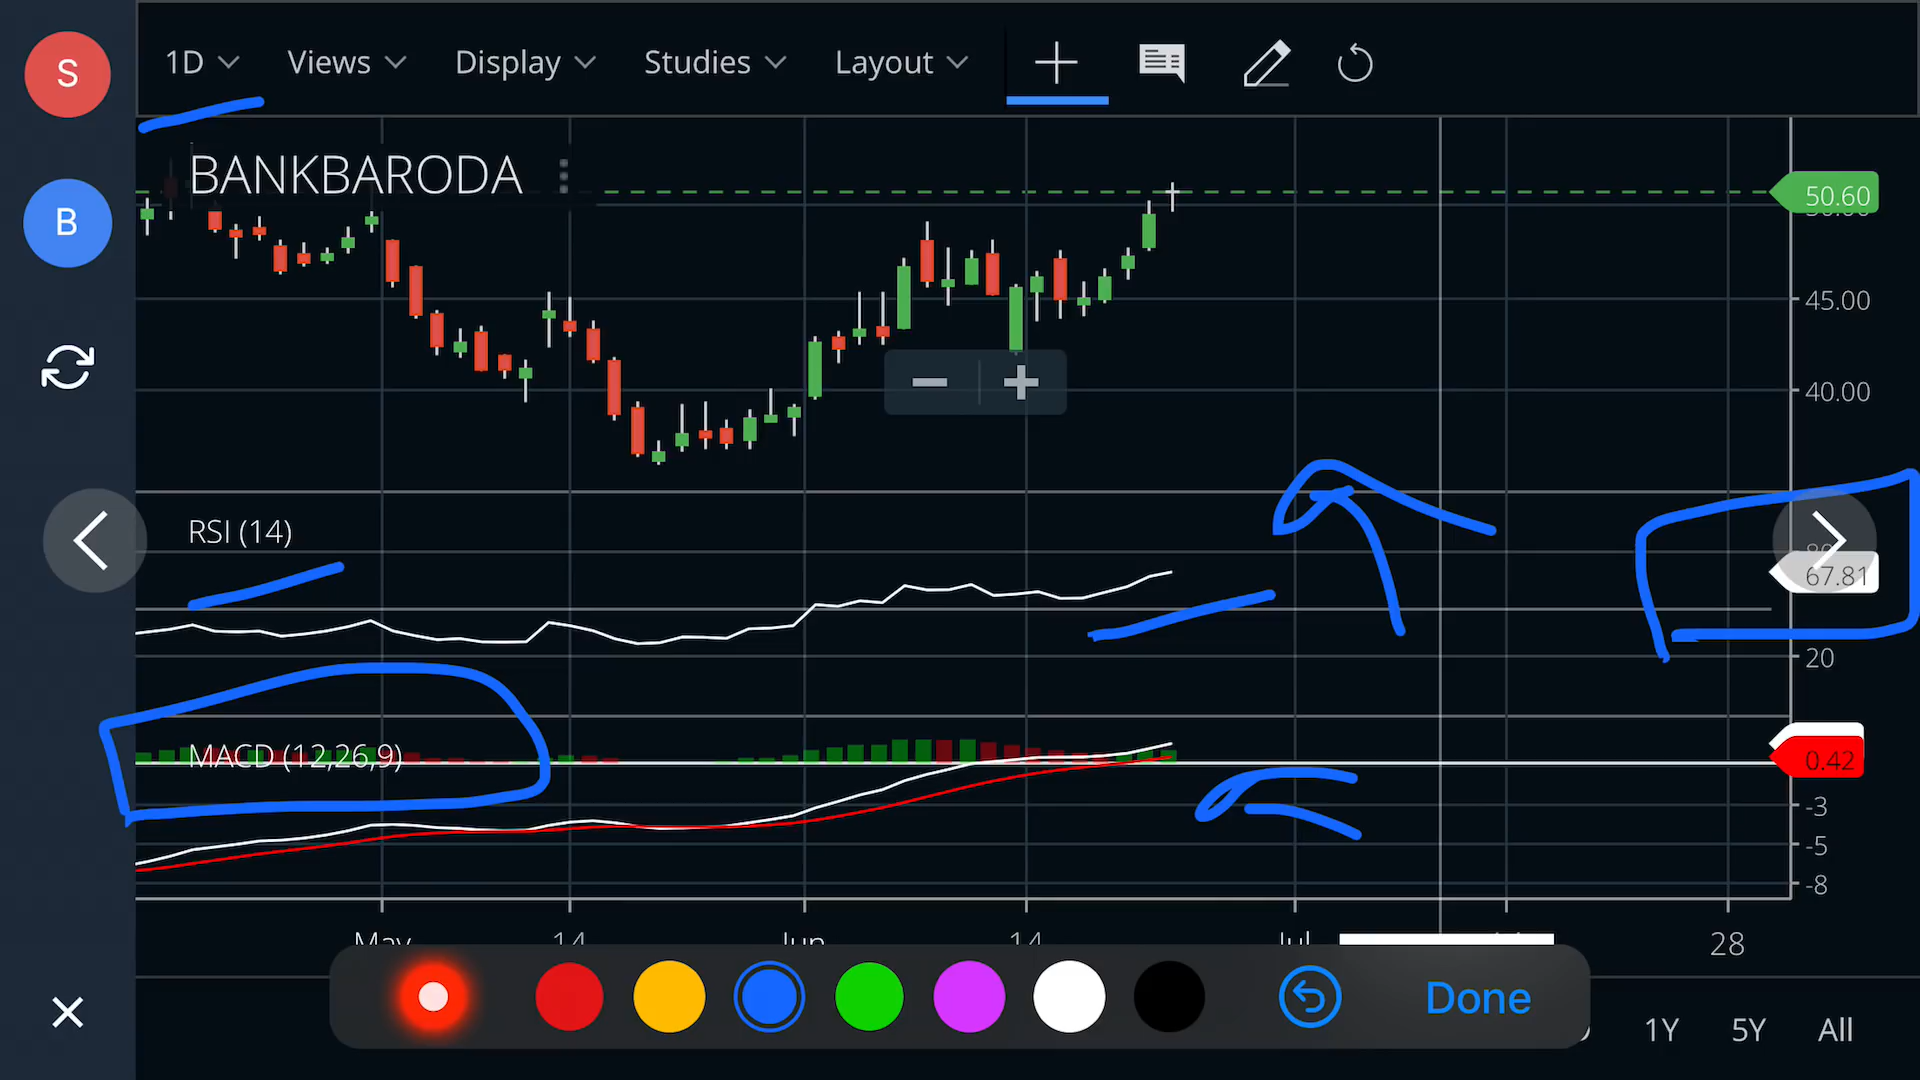 S
1D Views Display Studies Layout
BANKBARODA
B
50.60
45.00
40.00
RSI (14)
67.81
20
MACD (12,26,9)
0.42
-3
-5
-8
May 14 Jun 14 Jul 28
Done
1Y 5Y All